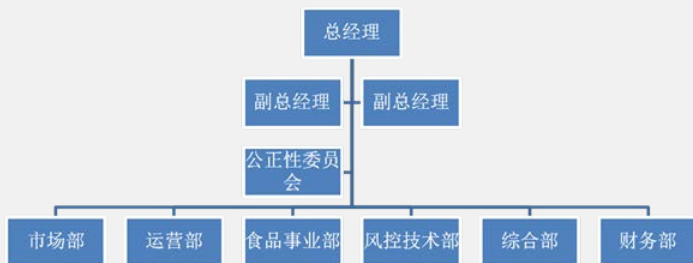 总经理
副总经理
副总经理
公正性委员
会
市场部
运营部
食品事业部
风控技术部
综合部
财务部